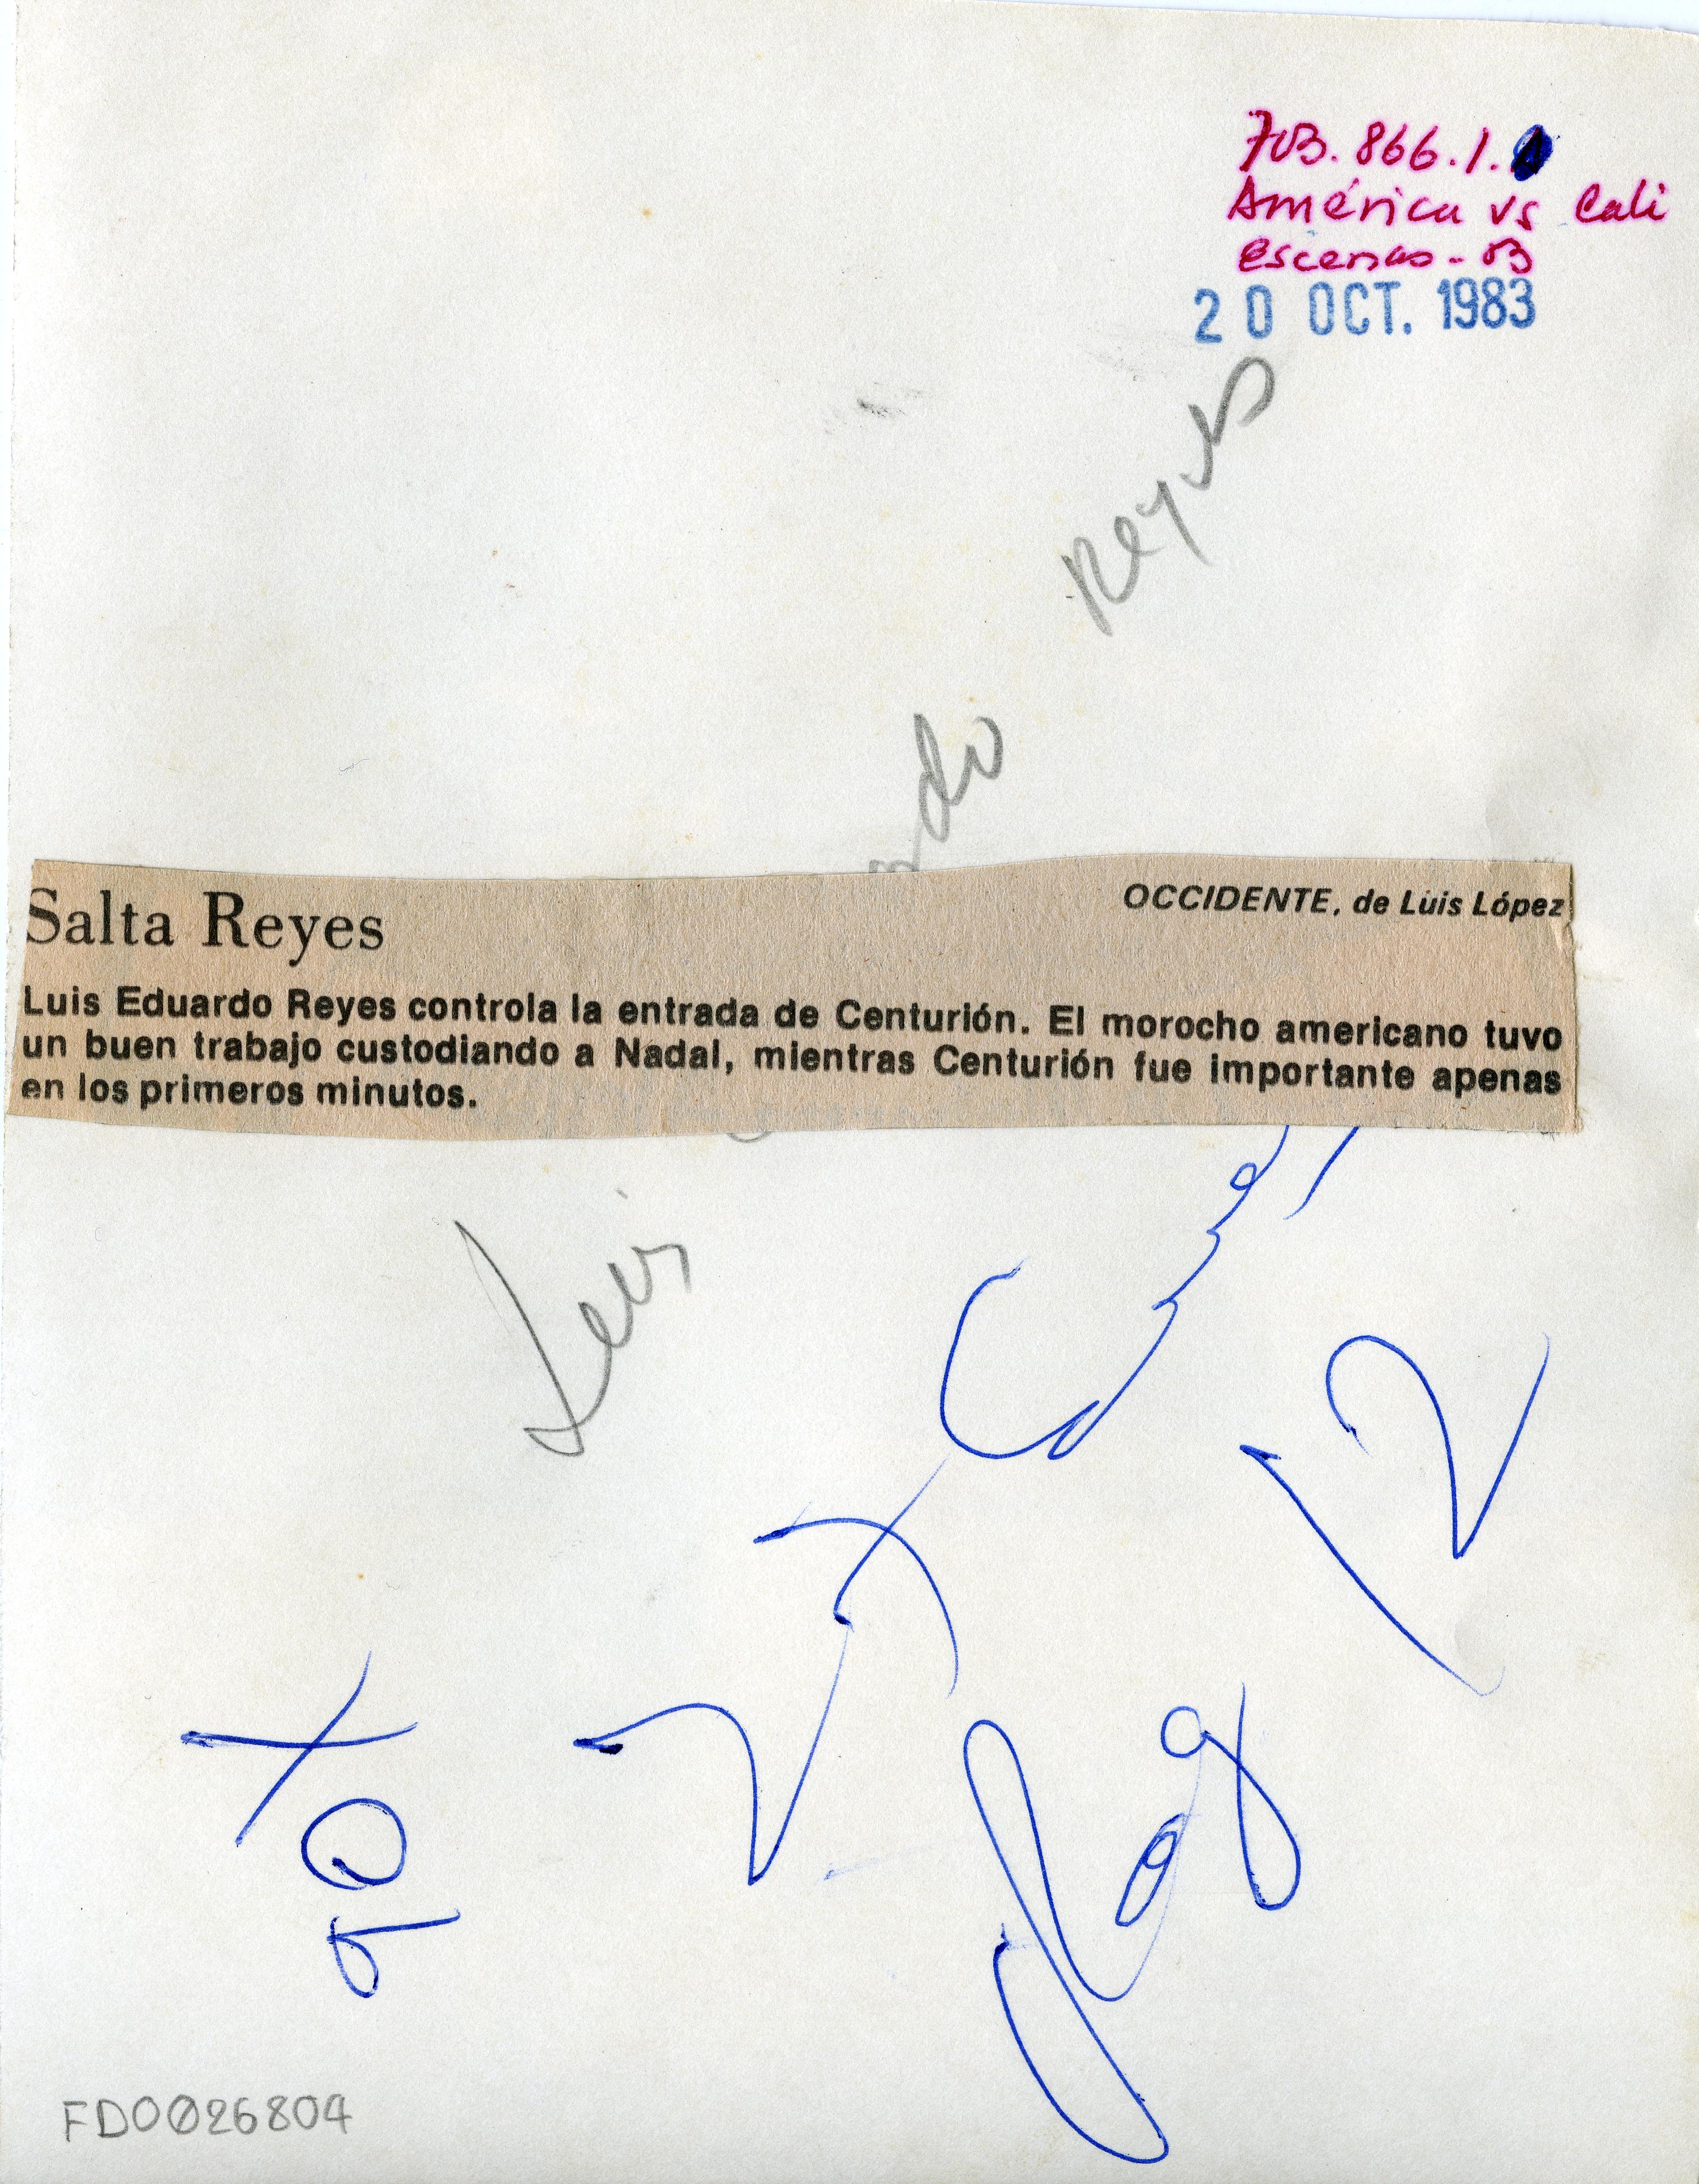 703.866.1.
América vs Cali
escenas - 03
20 OCT. 1983
Reyes
Salta Reyes
OCCIDENTE, de Luis López
Luis Eduardo Reyes controla la entrada de Centurión. El morocho americano tuvo
un buen trabajo custodiando a Nadal, mientras Centurión fue importante apenas
en los primeros minutos.
Luis
2
Pag 12
FD0026804